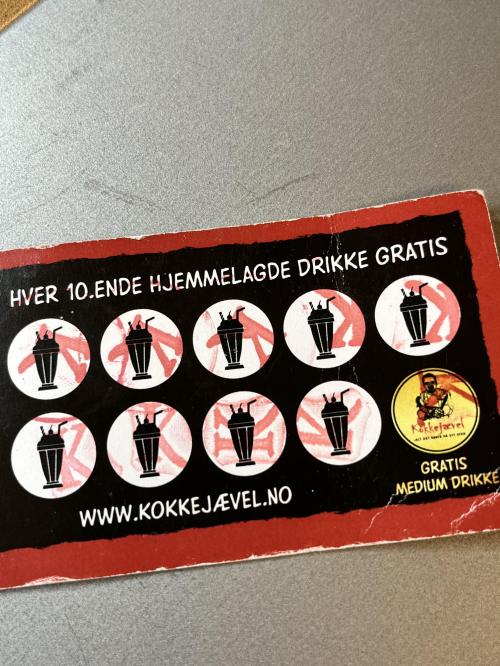 HVER 10.ENDE HJEMMELAGDE DRIKKE GRATIS
Kokkejævel
GRATIS
MEDIUM DRIKKE
WWW.KOKKEJÆVEL.NO